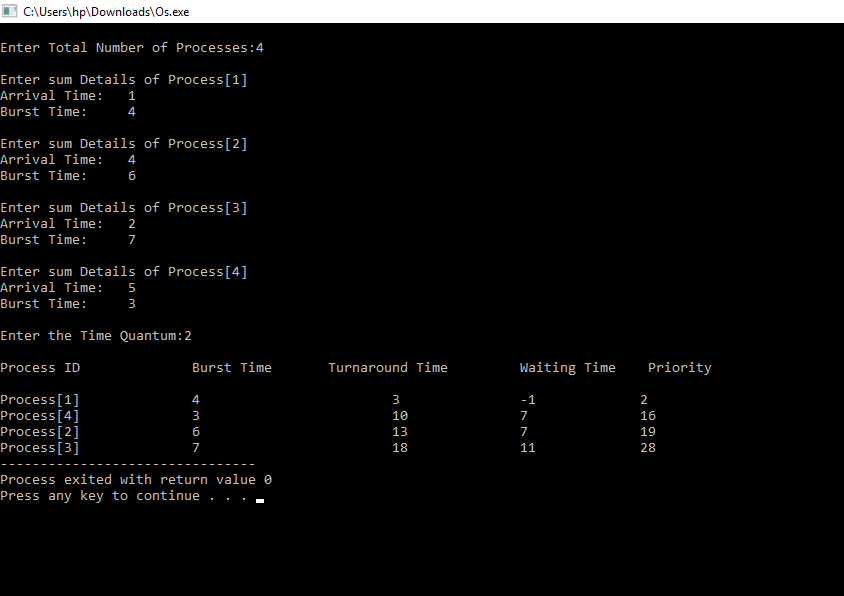 C:\Users\hp\Downloads\Os.exe
Enter Total Number of Processes:4
Enter sum Details of Process[1]
Arrival Time:   1
Burst Time:     4
Enter sum Details of Process[2]
Arrival Time:   4
Burst Time:     6
Enter sum Details of Process[3]
Arrival Time:   2
Burst Time:     7
Enter sum Details of Process[4]
Arrival Time:   5
Burst Time:     3
Enter the Time Quantum:2
Process ID              Burst Time       Turnaround Time         Waiting Time    Priority
Process[1]              4                        3               -1             2
Process[4]              3                        10              7              16
Process[2]              6                        13              7              19
Process[3]              7                        18              11             28
--------------------------------
Process exited with return value 0
Press any key to continue . . .